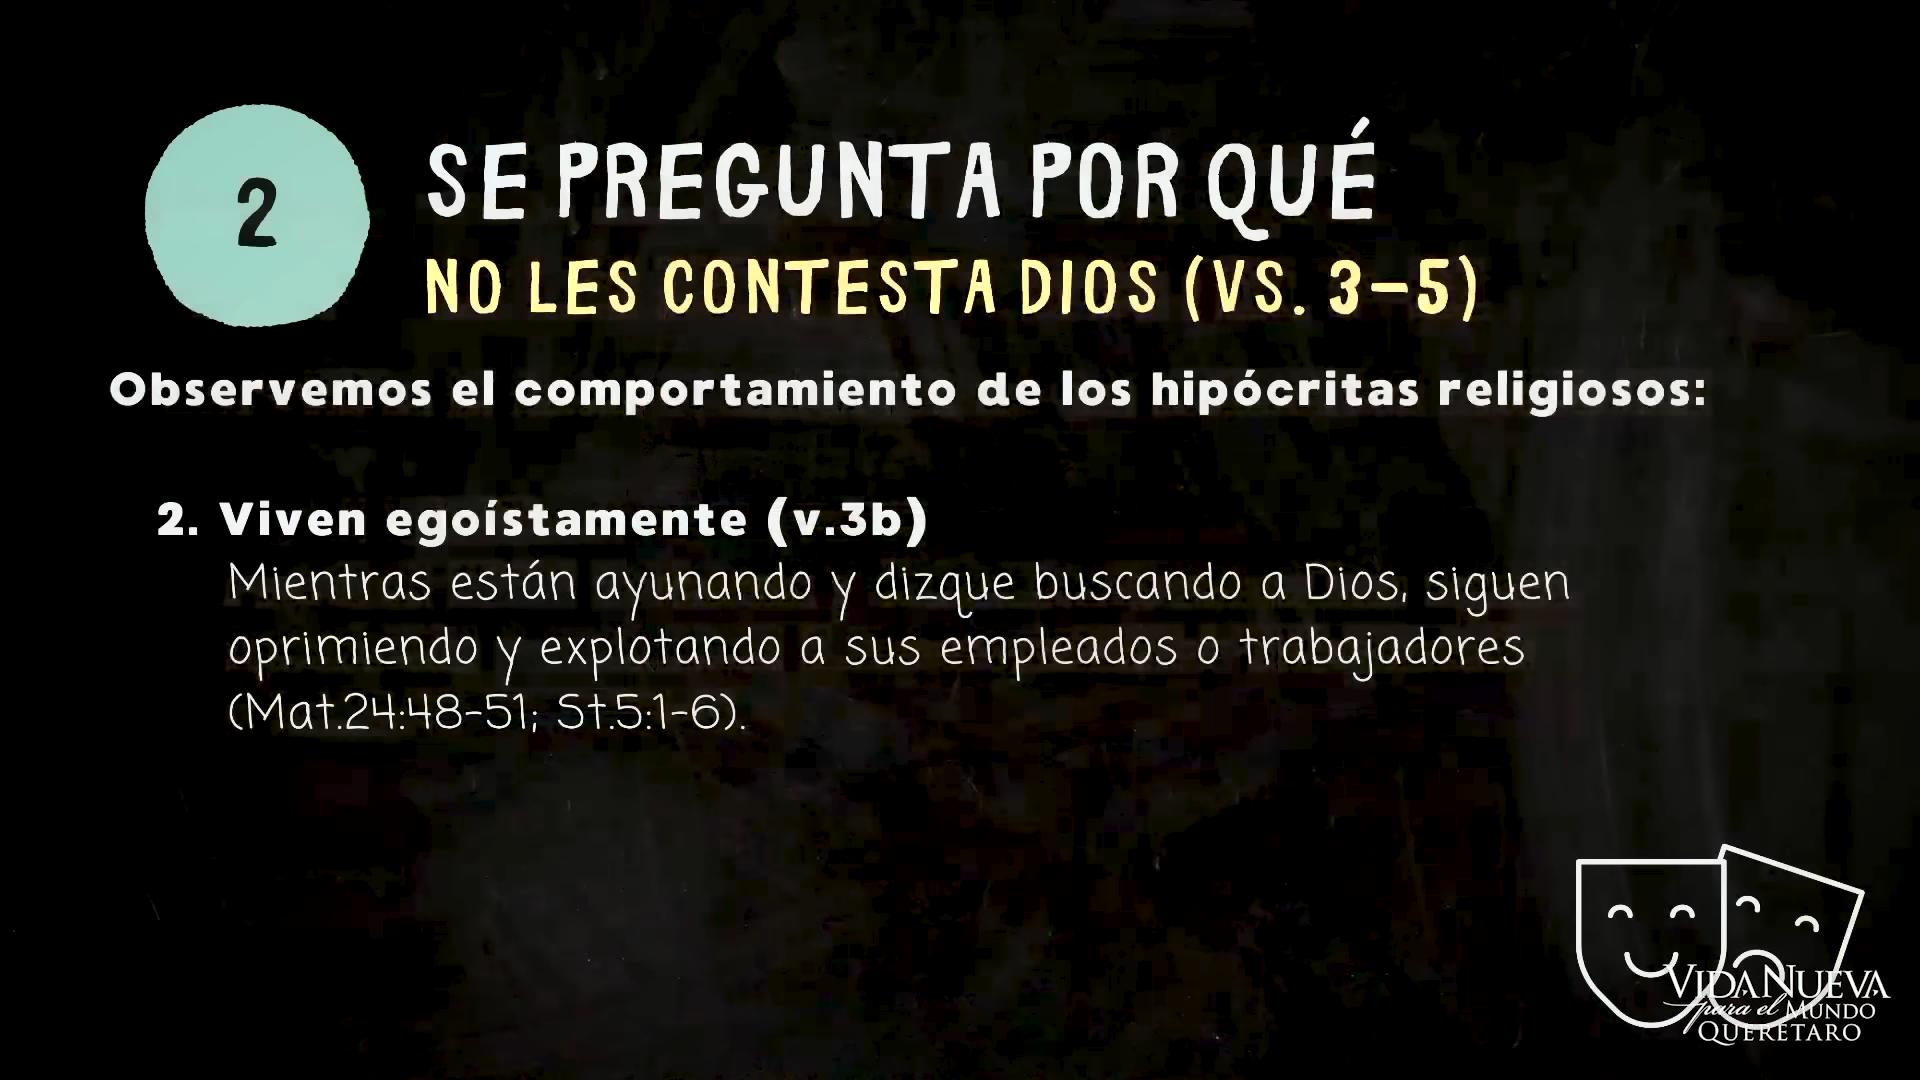 2
SE PREGUNTA POR QUÉ
NO LES CONTESTA DIOS (VS. 3-5)
Observemos el comportamiento de los hipócritas religiosos:
2. Viven egoístamente (v.3b)
Mientras están ayunando y dizque buscando a Dios, siguen
oprimiendo y explotando a sus empleados o trabajadores
(Mat.24:48-51; St.5:1-6).
VIDA NUEVA
para el MUNDO
QUERÉTARO